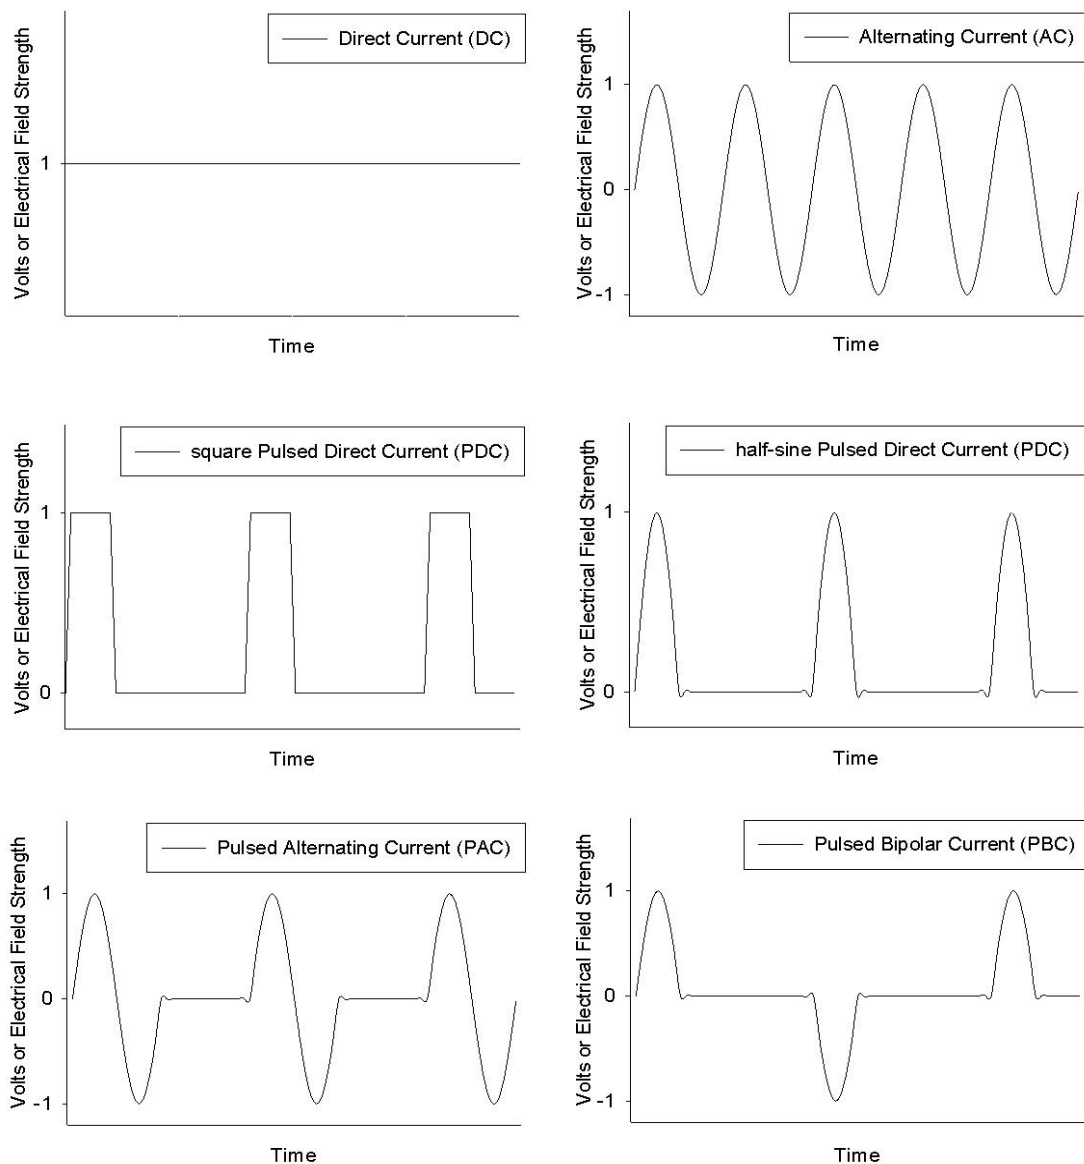 Direct Current (DC)
Volts or Electrical Field Strength
1
Time
Alternating Current (AC)
Volts or Electrical Field Strength
1
0
-1
Time
square Pulsed Direct Current (PDC)
Volts or Electrical Field Strength
1
0
Time
half-sine Pulsed Direct Current (PDC)
Volts or Electrical Field Strength
1
0
Time
Pulsed Alternating Current (PAC)
Volts or Electrical Field Strength
1
0
-1
Time
Pulsed Bipolar Current (PBC)
Volts or Electrical Field Strength
1
0
-1
Time